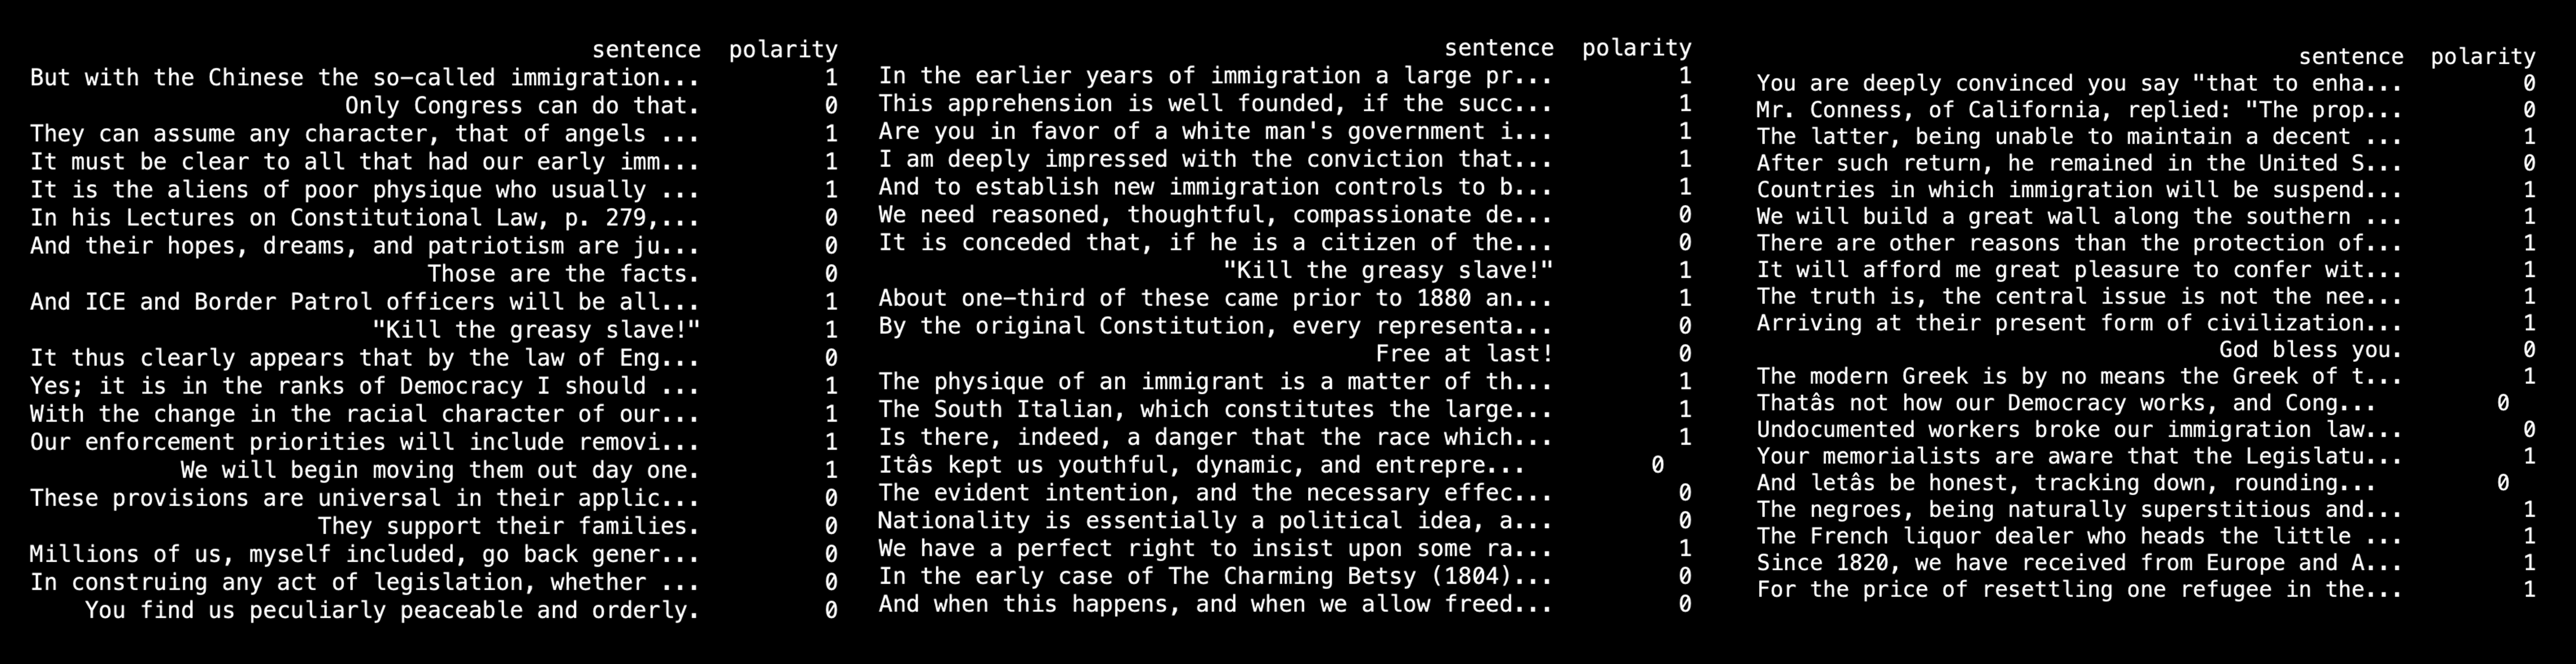 sentence polarity
But with the Chinese the so-called immigration... 1
Only Congress can do that. 0
They can assume any character, that of angels ... 1
It must be clear to all that had our early imm... 1
It is the aliens of poor physique who usually ... 1
In his Lectures on Constitutional Law, p. 279,... 0
And their hopes, dreams, and patriotism are ju... 0
Those are the facts. 0
And ICE and Border Patrol officers will be all... 1
"Kill the greasy slave!" 1
It thus clearly appears that by the law of Eng... 0
Yes; it is in the ranks of Democracy I should ... 1
With the change in the racial character of our... 1
Our enforcement priorities will include removi... 1
We will begin moving them out day one. 1
These provisions are universal in their applic... 0
They support their families. 0
Millions of us, myself included, go back gener... 0
In construing any act of legislation, whether ... 0
You find us peculiarly peaceable and orderly. 0
sentence polarity
In the earlier years of immigration a large pr... 1
This apprehension is well founded, if the succ... 1
Are you in favor of a white man's government i... 1
I am deeply impressed with the conviction that... 1
And to establish new immigration controls to b... 1
We need reasoned, thoughtful, compassionate de... 0
It is conceded that, if he is a citizen of the... 0
"Kill the greasy slave!" 1
About one-third of these came prior to 1880 an... 1
By the original Constitution, every representa... 0
Free at last! 0
The physique of an immigrant is a matter of th... 1
The South Italian, which constitutes the large... 1
Is there, indeed, a danger that the race which... 1
Itâs kept us youthful, dynamic, and entrepre... 0
The evident intention, and the necessary effec... 0
Nationality is essentially a political idea, a... 0
We have a perfect right to insist upon some ra... 1
In the early case of The Charming Betsy (1804)... 0
And when this happens, and when we allow freed... 0
sentence polarity
You are deeply convinced you say "that to enha... 0
Mr. Conness, of California, replied: "The prop... 0
The latter, being unable to maintain a decent ... 1
After such return, he remained in the United S... 0
Countries in which immigration will be suspend... 1
We will build a great wall along the southern ... 1
There are other reasons than the protection of... 1
It will afford me great pleasure to confer wit... 1
The truth is, the central issue is not the nee... 1
Arriving at their present form of civilization... 1
God bless you. 0
The modern Greek is by no means the Greek of t... 1
Thatâs not how our Democracy works, and Cong... 0
Undocumented workers broke our immigration law... 0
Your memorialists are aware that the Legislatu... 1
And letâs be honest, tracking down, rounding... 0
The negroes, being naturally superstitious and... 1
The French liquor dealer who heads the little ... 1
Since 1820, we have received from Europe and A... 1
For the price of resettling one refugee in the... 1